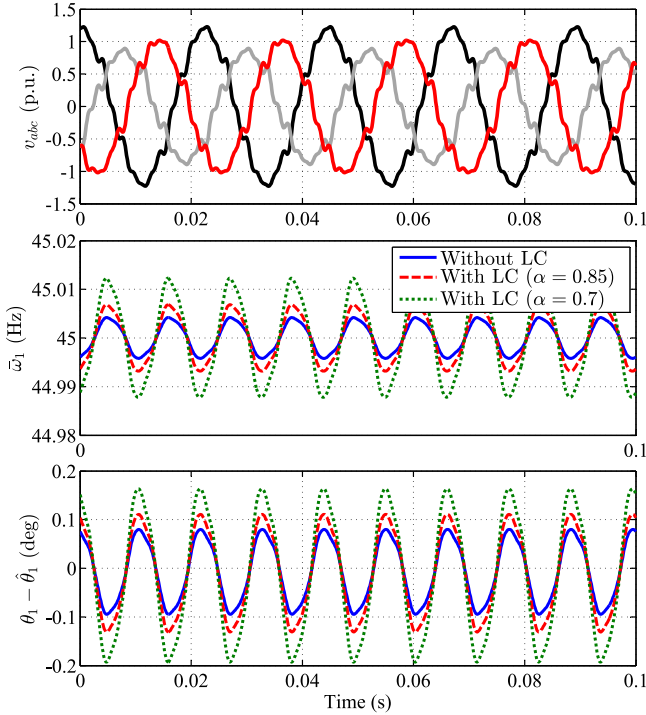 1.5
1
0.5
0
-0.5
-1
-1.5
v_abc (p.u.)
0 0.02 0.04 0.06 0.08 0.1
45.02
45.01
45
44.99
44.98
ω̄₁ (Hz)
Without LC
With LC (α = 0.85)
With LC (α = 0.7)
0 0.1
0.2
0.1
0
-0.1
-0.2
θ₁ − θ̂₁ (deg)
0 0.02 0.04 0.06 0.08 0.1
Time (s)